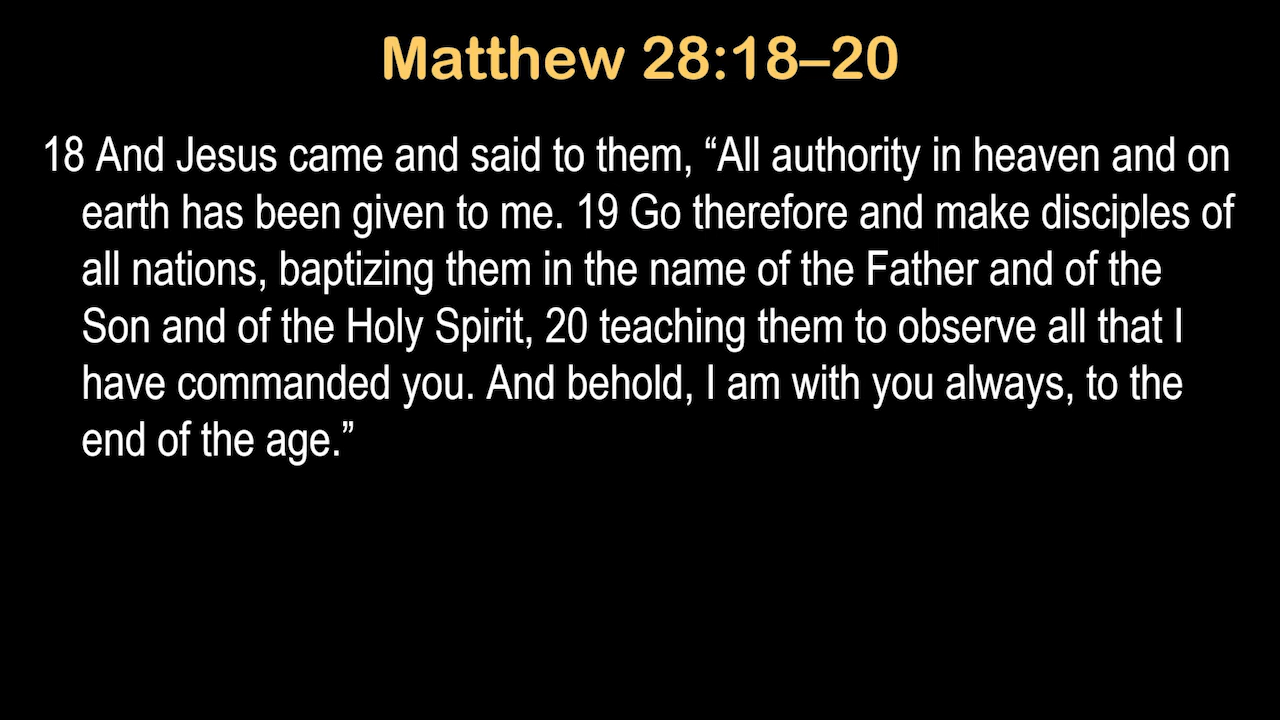 Matthew 28:18–20
18 And Jesus came and said to them, “All authority in heaven and on
earth has been given to me. 19 Go therefore and make disciples of
all nations, baptizing them in the name of the Father and of the
Son and of the Holy Spirit, 20 teaching them to observe all that I
have commanded you. And behold, I am with you always, to the
end of the age.”